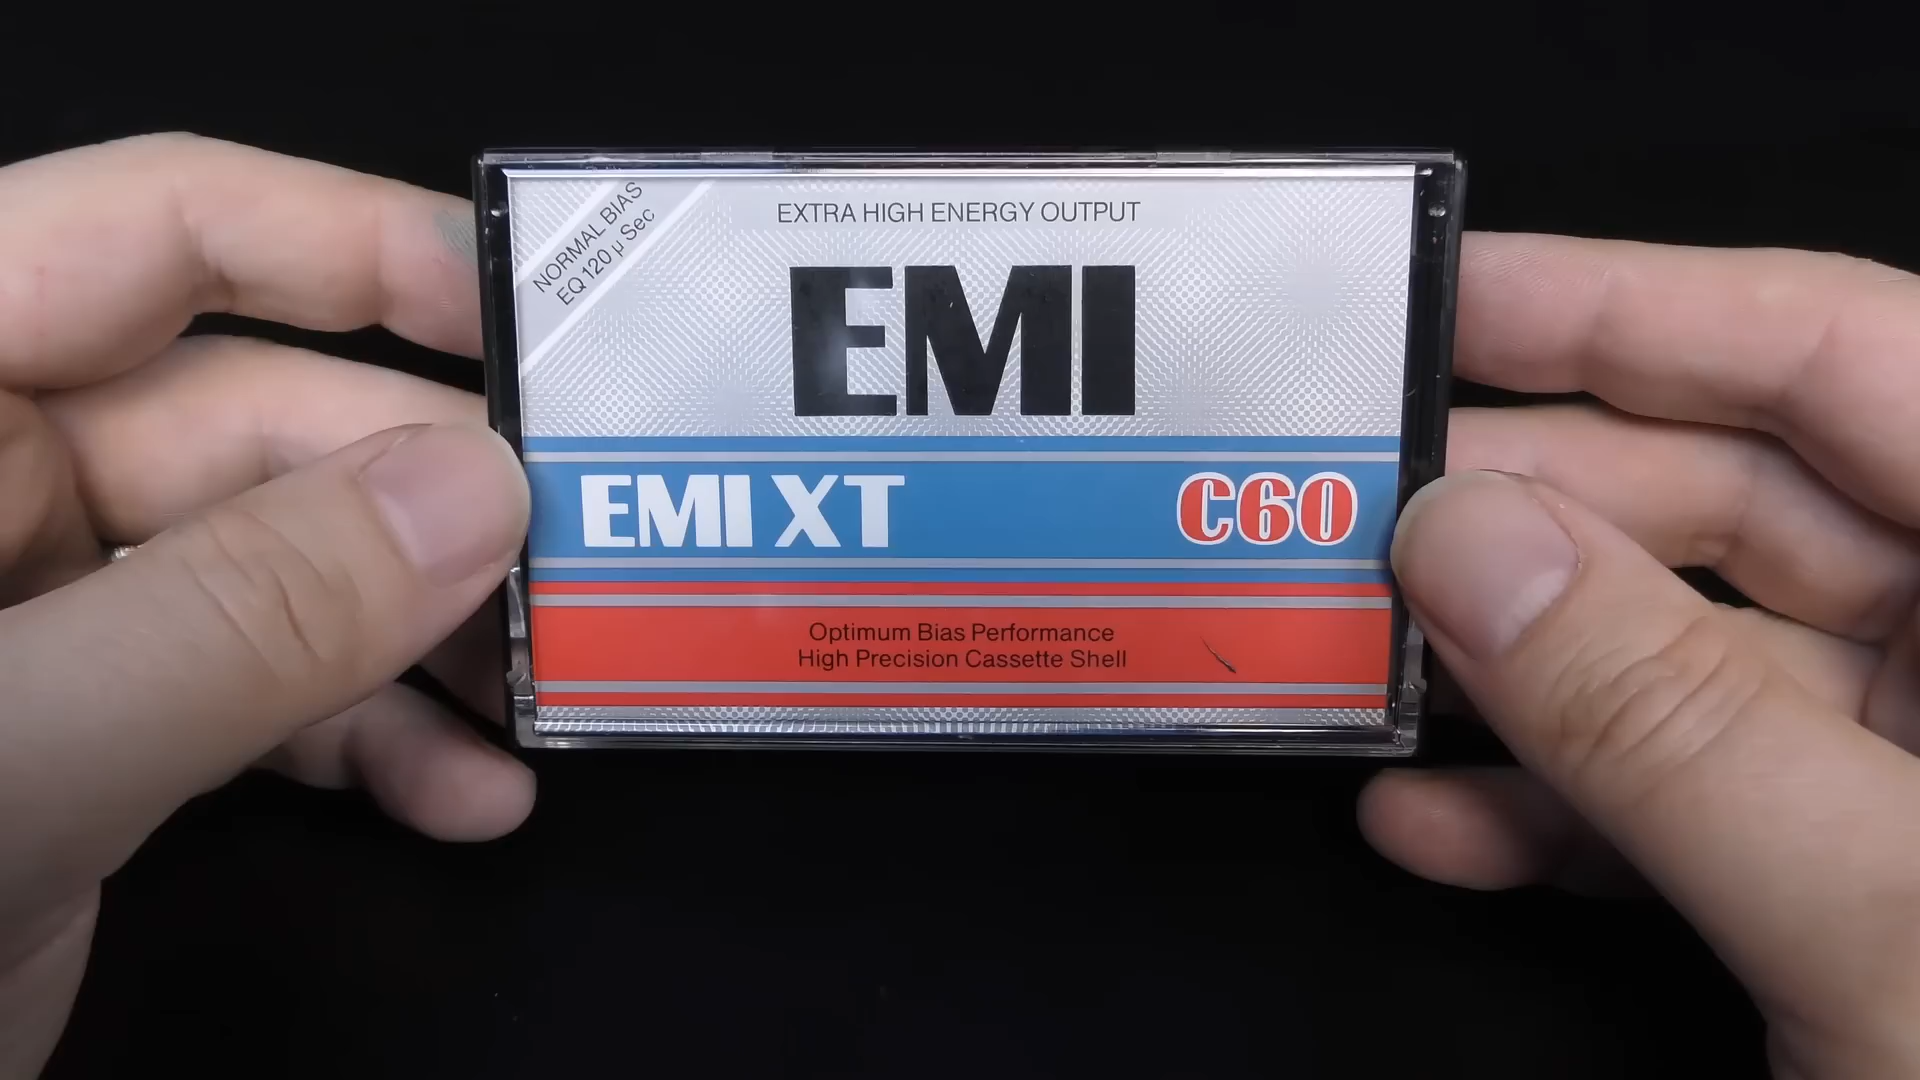 NORMAL BIAS
EQ 120 µ Sec
EXTRA HIGH ENERGY OUTPUT
EMI
EMI XT C60
Optimum Bias Performance
High Precision Cassette Shell